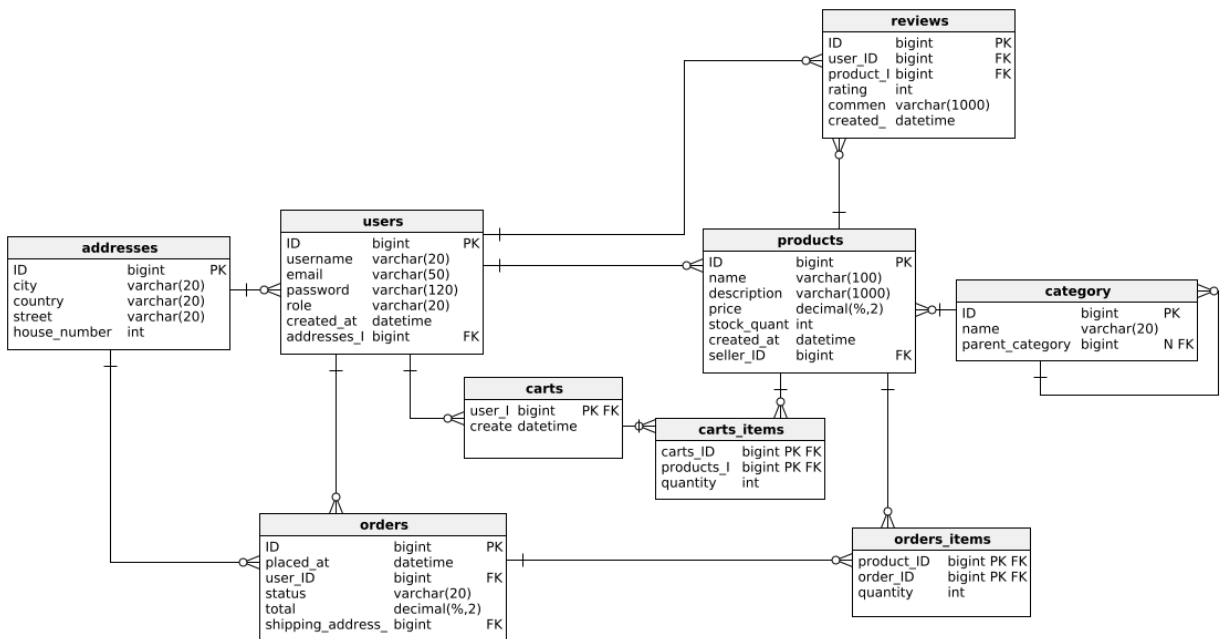 reviews
ID bigint PK
user_ID bigint FK
product_I bigint FK
rating int
commen varchar(1000)
created_ datetime
users
ID bigint PK
username varchar(20)
email varchar(50)
password varchar(120)
role varchar(20)
created_at datetime
addresses_I bigint FK
addresses
ID bigint PK
city varchar(20)
country varchar(20)
street varchar(20)
house_number int
products
ID bigint PK
name varchar(100)
description varchar(1000)
price decimal(%,2)
stock_quant int
created_at datetime
seller_ID bigint FK
category
ID bigint PK
name varchar(20)
parent_category bigint N FK
carts
user_I bigint PK FK
create datetime
carts_items
carts_ID bigint PK FK
products_I bigint PK FK
quantity int
orders
ID bigint PK
placed_at datetime
user_ID bigint FK
status varchar(20)
total decimal(%,2)
shipping_address_ bigint FK
orders_items
product_ID bigint PK FK
order_ID bigint PK FK
quantity int